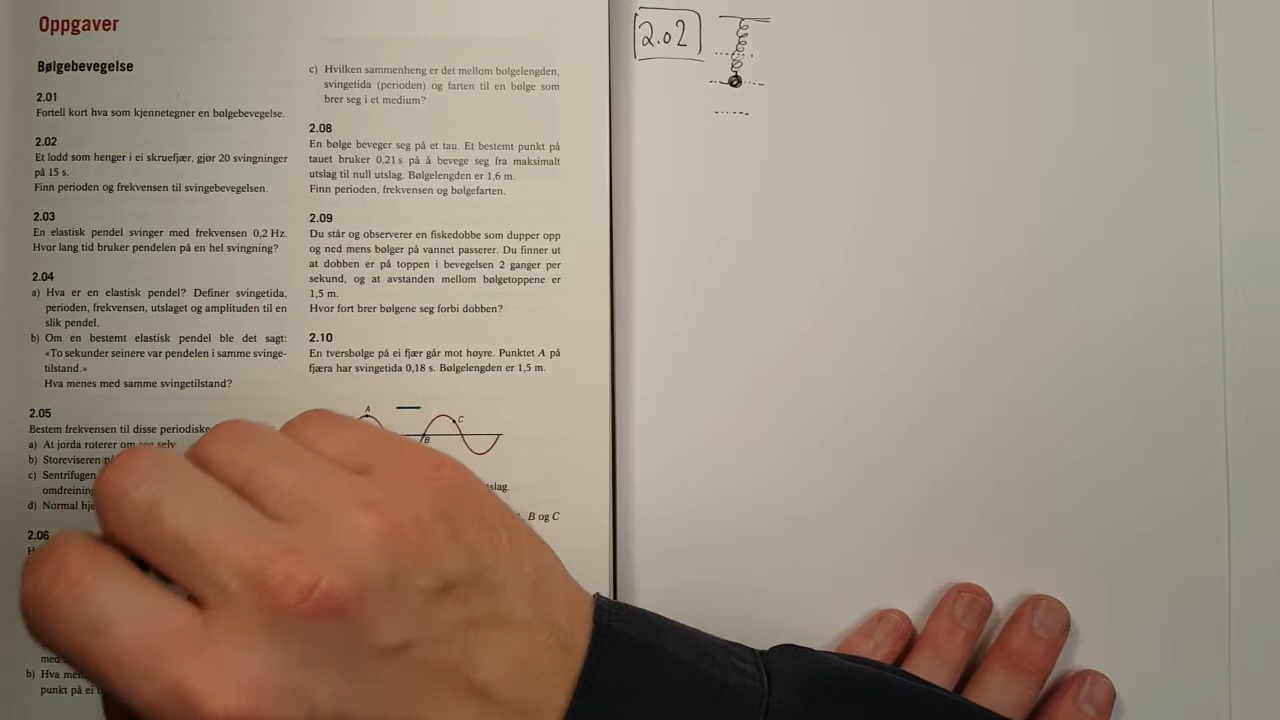 Oppgaver
Bølgebevegelse
2.01
Fortell kort hva som kjennetegner en bølgebevegelse.
2.02
Et lodd som henger i ei skruefjær, gjør 20 svingninger
på 15 s.
Finn perioden og frekvensen til svingebevegelsen.
2.03
En elastisk pendel svinger med frekvensen 0,2 Hz.
Hvor lang tid bruker pendelen på en hel svingning?
2.04
a) Hva er en elastisk pendel? Definer svingetida,
perioden, frekvensen, utslaget og amplituden til en
slik pendel.
b) Om en bestemt elastisk pendel ble det sagt:
«To sekunder seinere var pendelen i samme svinge-
tilstand.»
Hva menes med samme svingetilstand?
2.05
Bestem frekvensen til disse periodiske
a) At jorda roterer om seg selv
b) Storeviseren
c) Sentrifugen
omdreining
d) Normal
2.06
med
b) Hva
punkt på ei
c) Hvilken sammenheng er det mellom bølgelengden,
svingetida (perioden) og farten til en bølge som
brer seg i et medium?
2.08
En bølge beveger seg på et tau. Et bestemt punkt på
tauet bruker 0,21 s på å bevege seg fra maksimalt
utslag til null utslag. Bølgelengden er 1,6 m.
Finn perioden, frekvensen og bølgefarten.
2.09
Du står og observerer en fiskedobbe som dupper opp
og ned mens bølger på vannet passerer. Du finner ut
at dobben er på toppen i bevegelsen 2 ganger per
sekund, og at avstanden mellom bølgetoppene er
1,5 m.
Hvor fort brer bølgene seg forbi dobben?
2.10
En tversbølge på ei fjær går mot høyre. Punktet A på
fjæra har svingetida 0,18 s. Bølgelengden er 1,5 m.
A
C
B
slag.
B og C
2.02